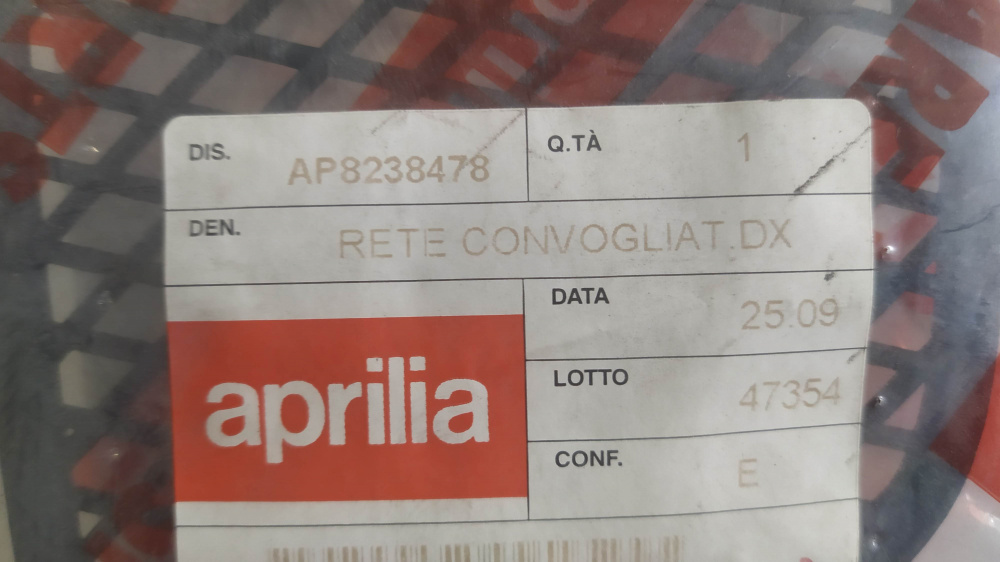 DIS. AP8238478 Q.TÀ 1
DEN. RETE CONVOGLIAT.DX
DATA 25.09
aprilia
LOTTO 47354
CONF. E